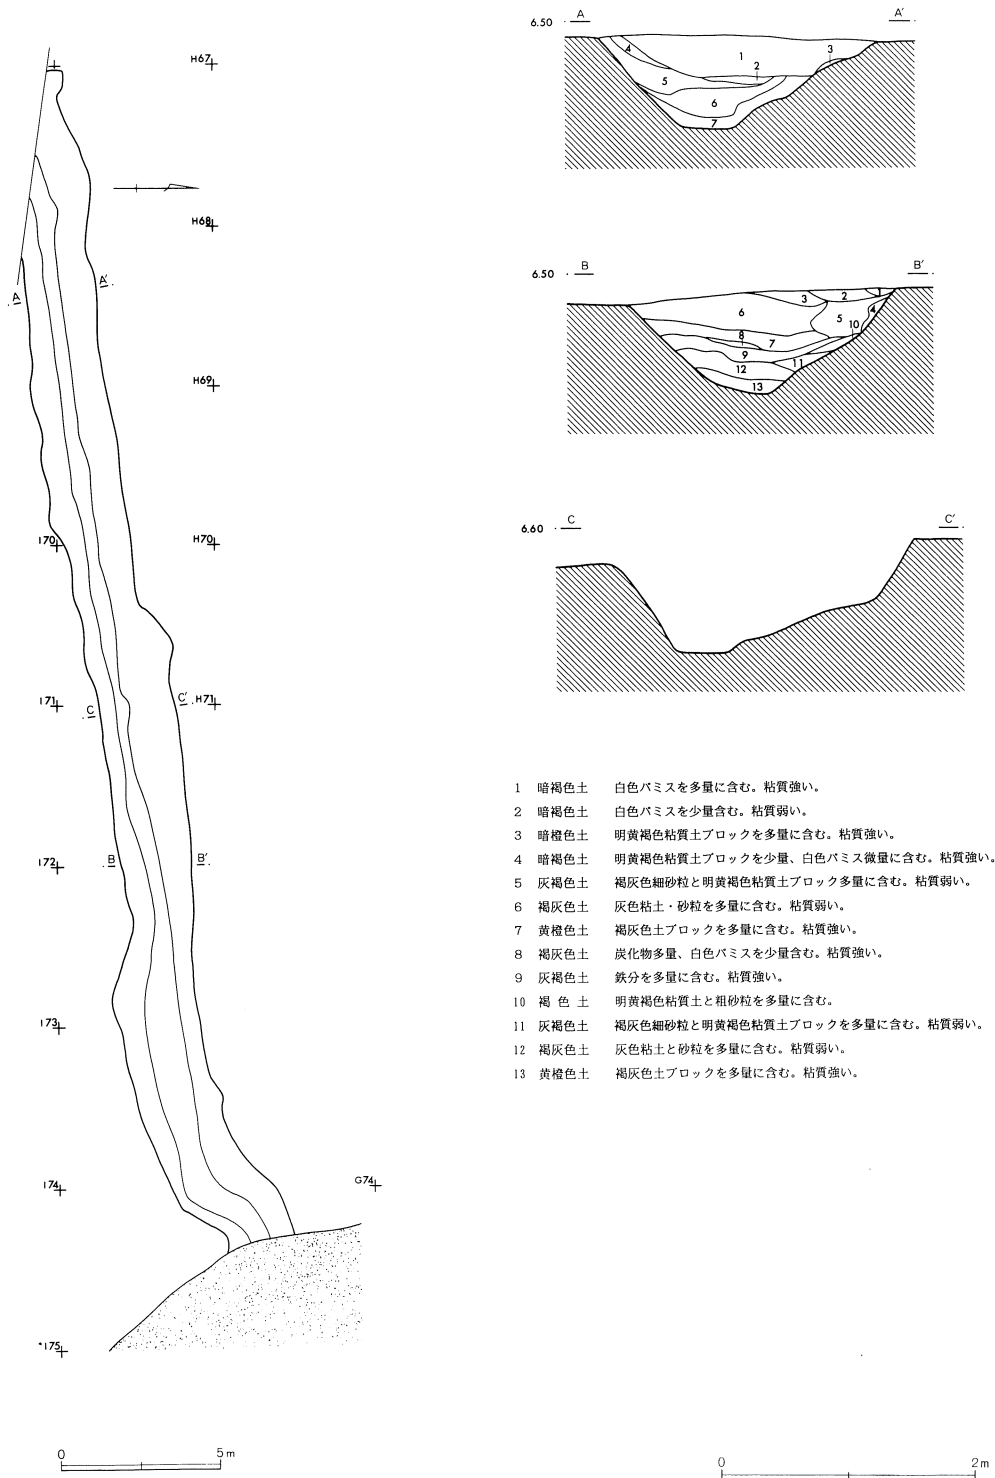 H67
H68
A
A'
H69
I70
H70
I71
C
C'
H71
I72
B
B'
I73
I74
G74
I75
0 5m
6.50 A A'
1
2
3
4
5
6
7
6.50 B B'
1
2
3
4
5
6
7
8
9
10
11
12
13
6.60 C C'
1 暗褐色土 白色パミスを多量に含む。粘質強い。
2 暗褐色土 白色パミスを少量含む。粘質弱い。
3 暗橙色土 明黄褐色粘質土ブロックを多量に含む。粘質強い。
4 暗褐色土 明黄褐色粘質土ブロックを少量、白色パミス微量に含む。粘質強い。
5 灰褐色土 褐灰色細砂粒と明黄褐色粘質土ブロック多量に含む。粘質弱い。
6 褐灰色土 灰色粘土・砂粒を多量に含む。粘質弱い。
7 黄橙色土 褐灰色土ブロックを多量に含む。粘質強い。
8 褐灰色土 炭化物多量、白色パミスを少量含む。粘質強い。
9 灰褐色土 鉄分を多量に含む。粘質強い。
10 褐色土 明黄褐色粘質土と粗砂粒を多量に含む。
11 灰褐色土 褐灰色細砂粒と明黄褐色粘質土ブロックを多量に含む。粘質弱い。
12 褐灰色土 灰色粘土と砂粒を多量に含む。粘質弱い。
13 黄橙色土 褐灰色土ブロックを多量に含む。粘質強い。
0 2m